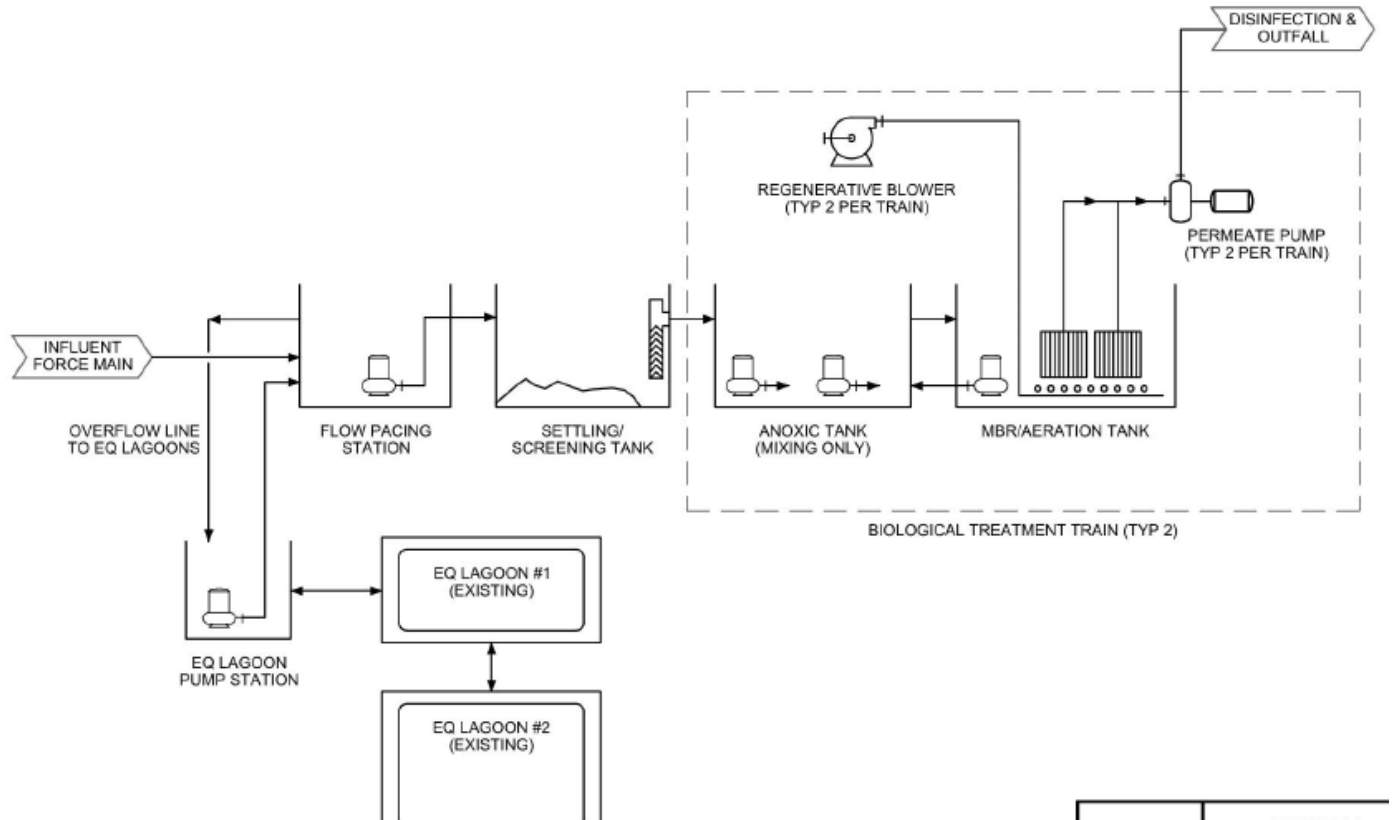 DISINFECTION &
OUTFALL
REGENERATIVE BLOWER
(TYP 2 PER TRAIN)
PERMEATE PUMP
(TYP 2 PER TRAIN)
INFLUENT
FORCE MAIN
OVERFLOW LINE
TO EQ LAGOONS
FLOW PACING
STATION
SETTLING/
SCREENING TANK
ANOXIC TANK
(MIXING ONLY)
MBR/AERATION TANK
BIOLOGICAL TREATMENT TRAIN (TYP 2)
EQ LAGOON
PUMP STATION
EQ LAGOON #1
(EXISTING)
EQ LAGOON #2
(EXISTING)